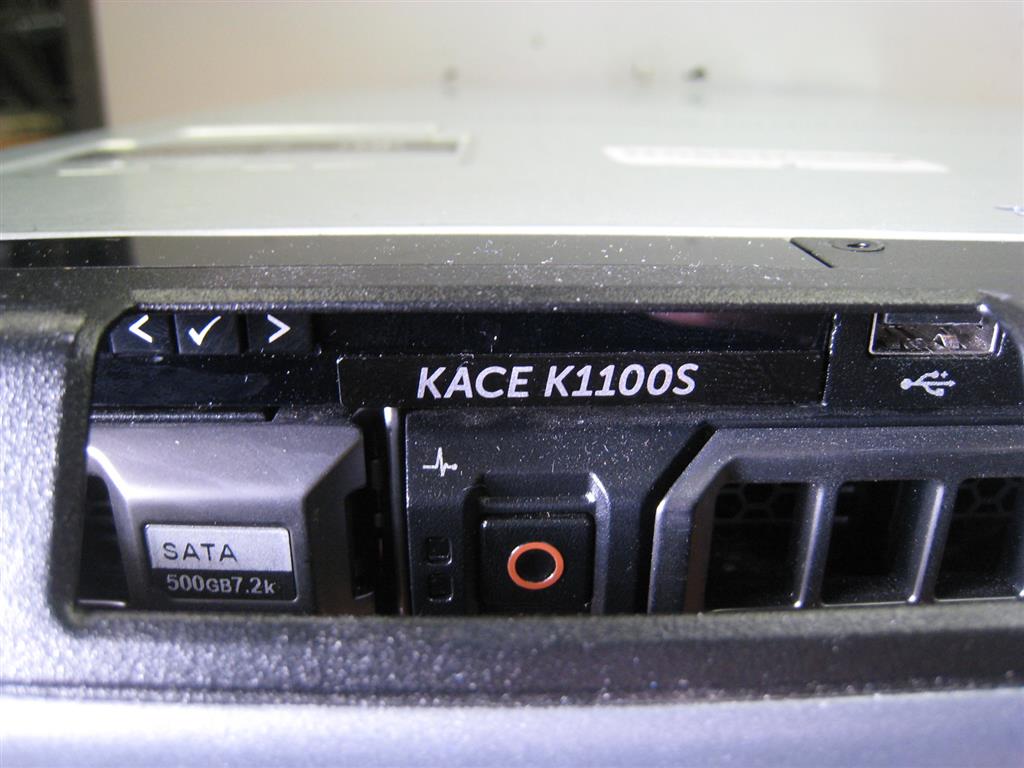 < ✓ >
KACE K1100S
SATA
500GB7.2k